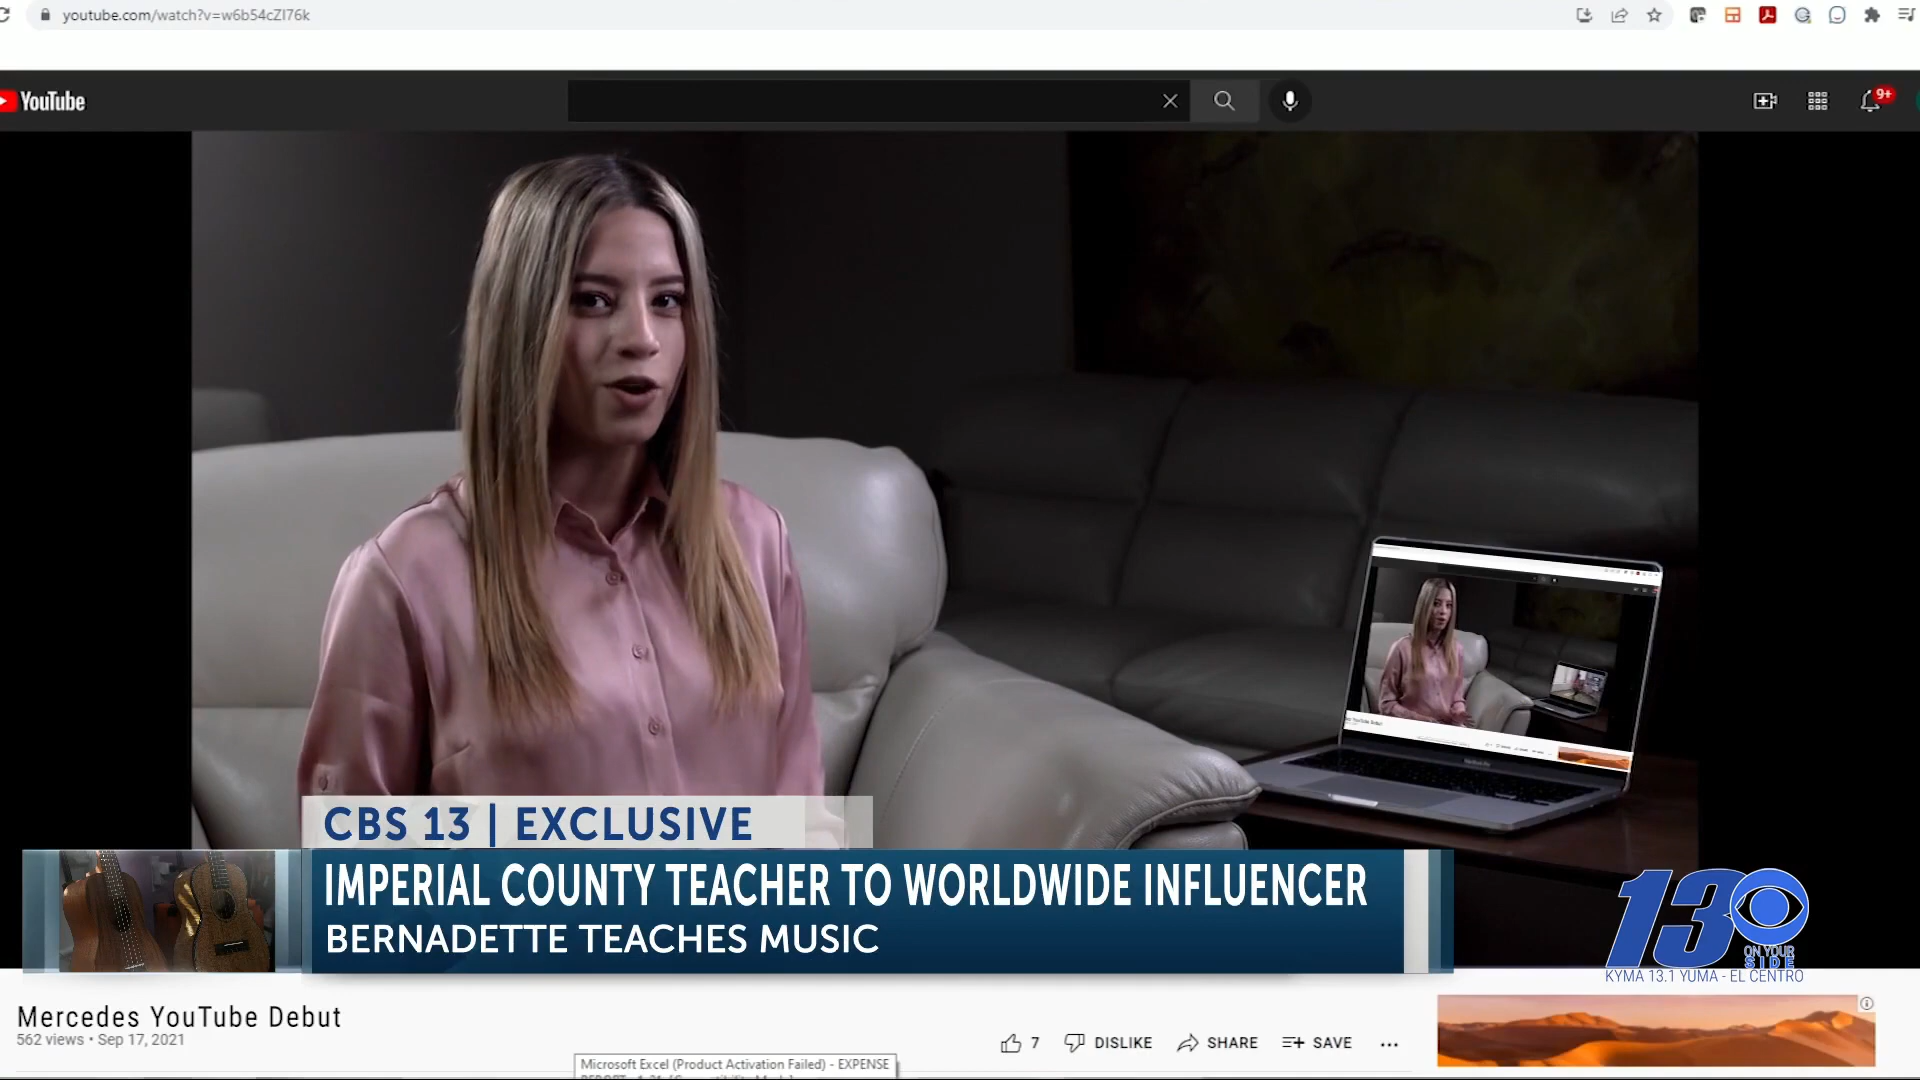 youtube.com/watch?v=w6b54cZI76k
YouTube
9+
CBS 13 | EXCLUSIVE
IMPERIAL COUNTY TEACHER TO WORLDWIDE INFLUENCER
BERNADETTE TEACHES MUSIC
13
ON YOUR
SIDE
KYMA 13.1 YUMA - EL CENTRO
Mercedes YouTube Debut
562 views • Sep 17, 2021
7 DISLIKE SHARE SAVE ...
Microsoft Excel (Product Activation Failed) - EXPENSE